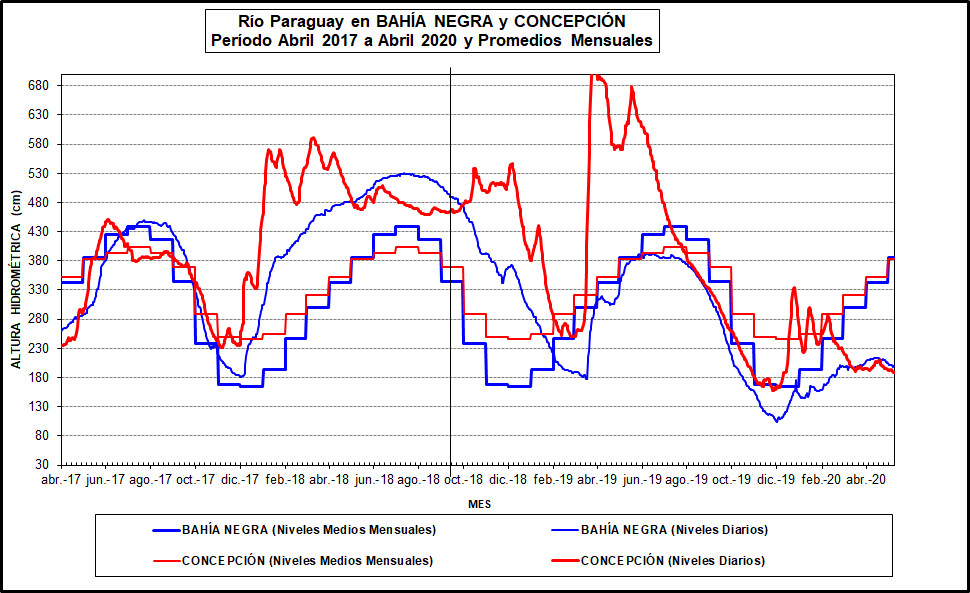 Río Paraguay en BAHÍA NEGRA y CONCEPCIÓN
Período Abril 2017 a Abril 2020 y Promedios Mensuales
ALTURA HIDROMÉTRICA (cm)
680
630
580
530
480
430
380
330
280
230
180
130
80
30
abr.-17 jun.-17 ago.-17 oct.-17 dic.-17 feb.-18 abr.-18 jun.-18 ago.-18 oct.-18 dic.-18 feb.-19 abr.-19 jun.-19 ago.-19 oct.-19 dic.-19 feb.-20 abr.-20
MES
BAHÍA NEGRA (Niveles Medios Mensuales) BAHÍA NEGRA (Niveles Diarios)
CONCEPCIÓN (Niveles Medios Mensuales) CONCEPCIÓN (Niveles Diarios)